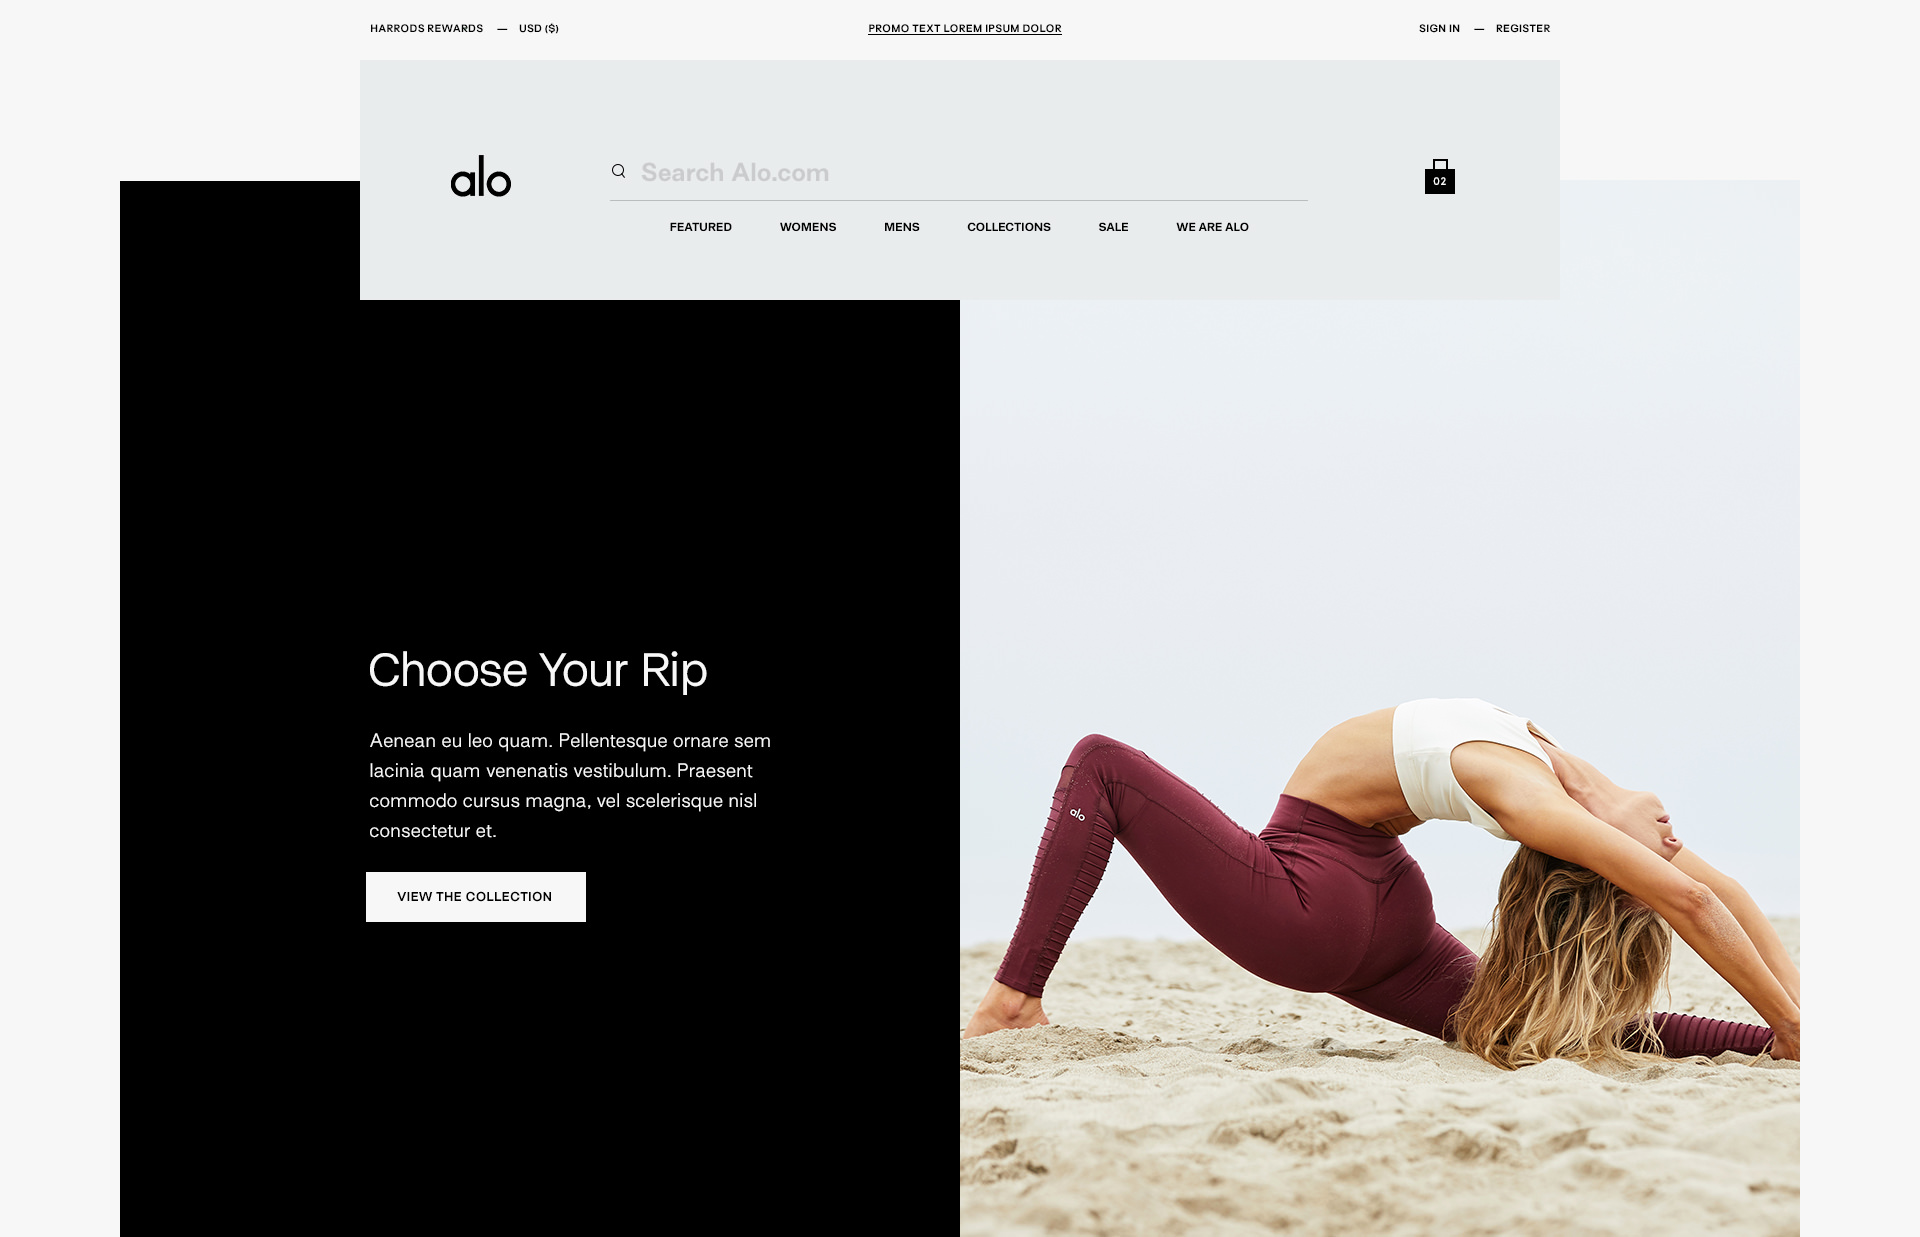 HARRODS REWARDS — USD ($)
PROMO TEXT LOREM IPSUM DOLOR
SIGN IN — REGISTER
alo
Search Alo.com
02
FEATURED WOMENS MENS COLLECTIONS SALE WE ARE ALO
Choose Your Rip
Aenean eu leo quam. Pellentesque ornare sem
lacinia quam venenatis vestibulum. Praesent
commodo cursus magna, vel scelerisque nisl
consectetur et.
VIEW THE COLLECTION
alo